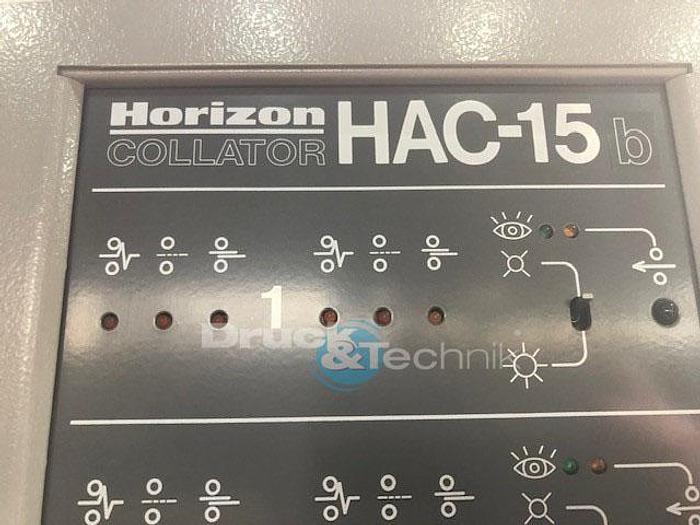 Horizon HAC-15 b
COLLATOR
1
Druck
&Technik